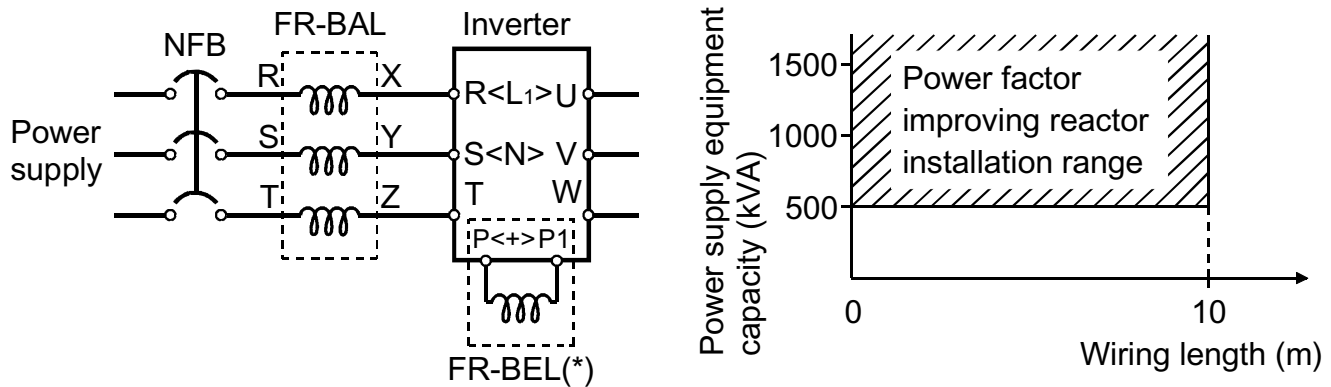 FR-BAL
Inverter
NFB
R
X
R<L1>
U
Power
supply
S
Y
S<N>
V
T
Z
T
W
P<+>
P1
FR-BEL(*)
Power supply equipment
capacity (kVA)
1500
1000
500
Power factor
improving reactor
installation range
0
10
Wiring length (m)